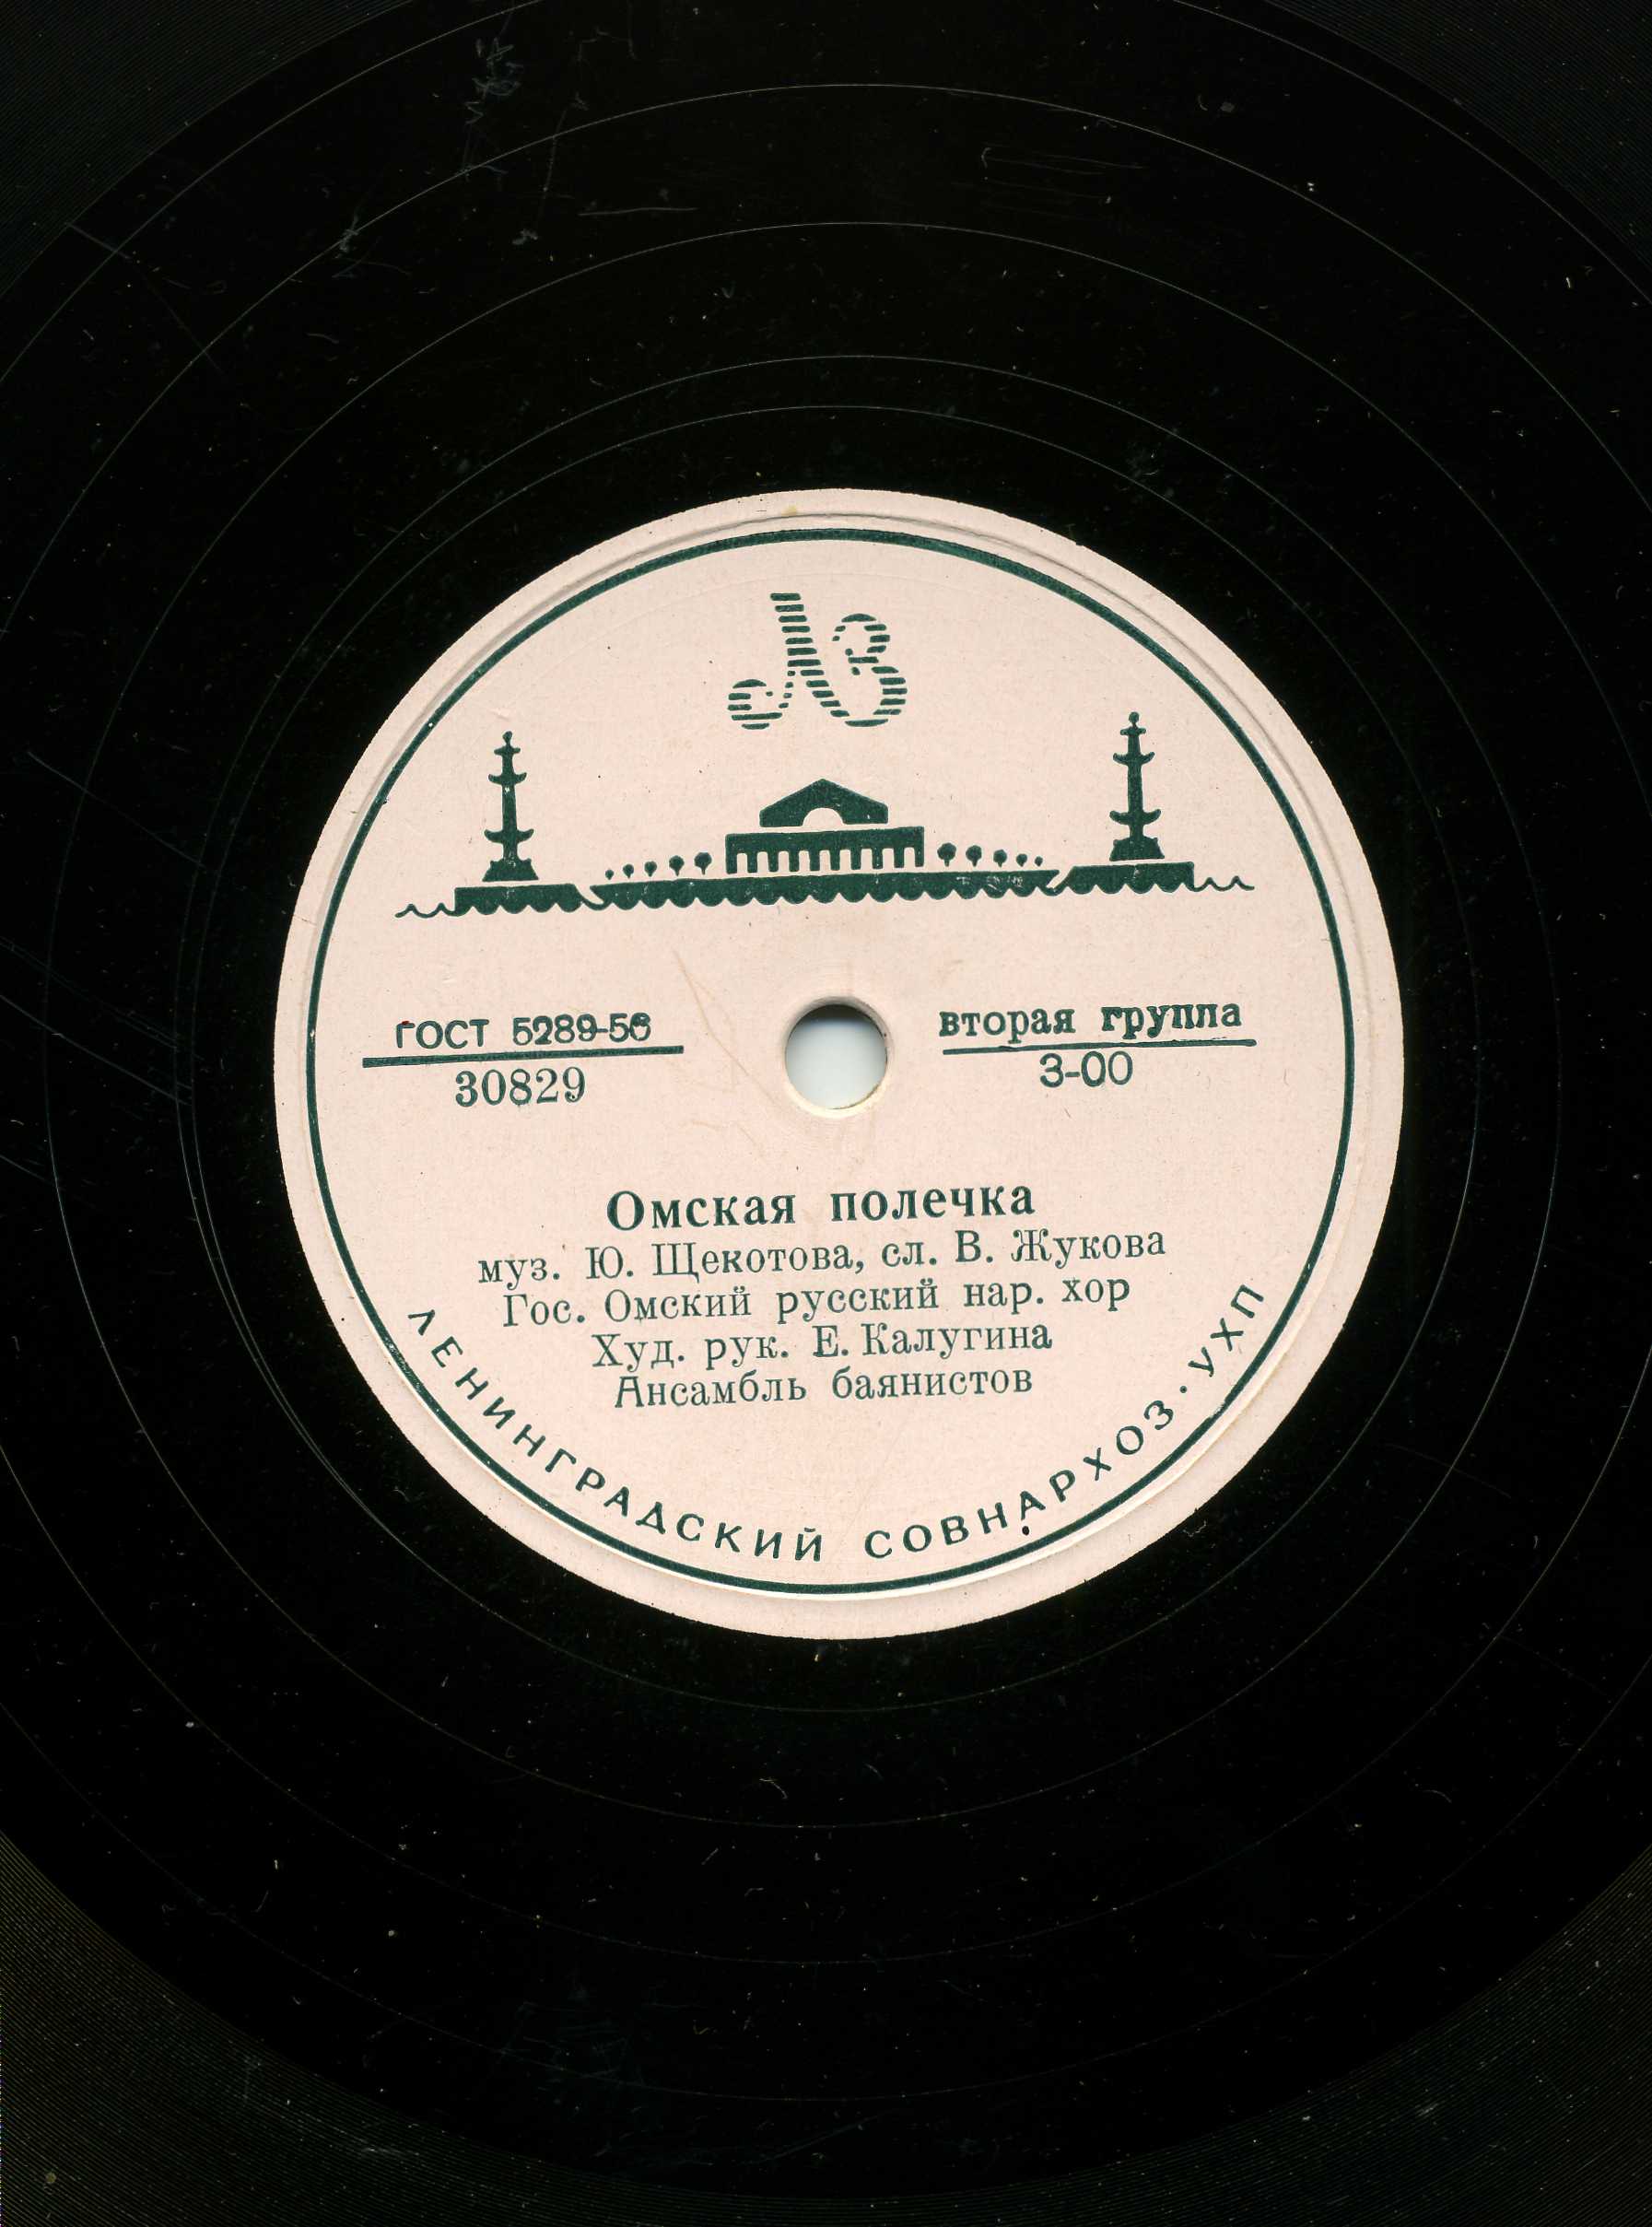 ЛЗ
ГОСТ 5289-56
30829
вторая группа
3-00
Омская полечка
муз. Ю. Щекотова, сл. В. Жукова
Гос. Омский русский нар. хор
Худ. рук. Е. Калугина
Ансамбль баянистов
ЛЕНИНГРАДСКИЙ СОВНАРХОЗ · УХП